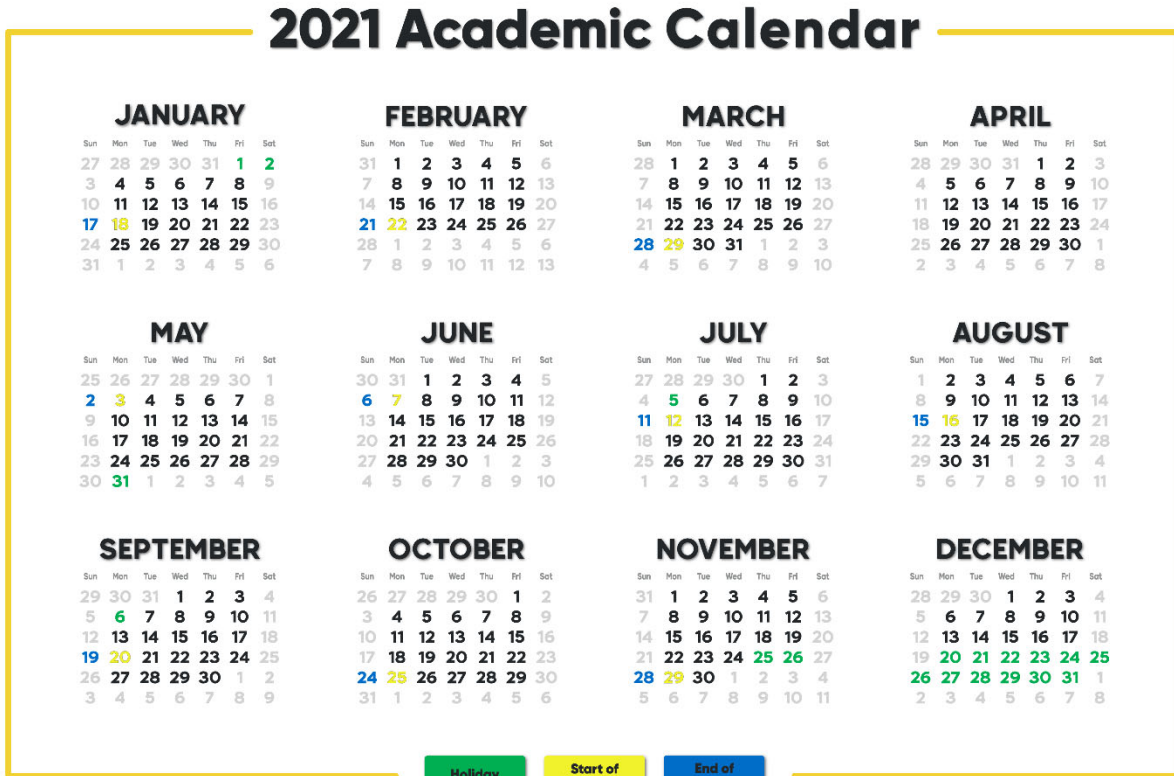 2021 Academic Calendar
JANUARY FEBRUARY MARCH APRIL
Sun Mon Tue Wed Thu Fri Sat Sun Mon Tue Wed Thu Fri Sat Sun Mon Tue Wed Thu Fri Sat Sun Mon Tue Wed Thu Fri Sat
27 28 29 30 31 1 2 31 1 2 3 4 5 6 28 1 2 3 4 5 6 28 29 30 31 1 2 3
3 4 5 6 7 8 9 7 8 9 10 11 12 13 7 8 9 10 11 12 13 4 5 6 7 8 9 10
10 11 12 13 14 15 16 14 15 16 17 18 19 20 14 15 16 17 18 19 20 11 12 13 14 15 16 17
17 18 19 20 21 22 23 21 22 23 24 25 26 27 21 22 23 24 25 26 27 18 19 20 21 22 23 24
24 25 26 27 28 29 30 28 1 2 3 4 5 6 28 29 30 31 1 2 3 25 26 27 28 29 30 1
31 1 2 3 4 5 6 7 8 9 10 11 12 13 4 5 6 7 8 9 10 2 3 4 5 6 7 8
MAY JUNE JULY AUGUST
Sun Mon Tue Wed Thu Fri Sat Sun Mon Tue Wed Thu Fri Sat Sun Mon Tue Wed Thu Fri Sat Sun Mon Tue Wed Thu Fri Sat
25 26 27 28 29 30 1 30 31 1 2 3 4 5 27 28 29 30 1 2 3 1 2 3 4 5 6 7
2 3 4 5 6 7 8 6 7 8 9 10 11 12 4 5 6 7 8 9 10 8 9 10 11 12 13 14
9 10 11 12 13 14 15 13 14 15 16 17 18 19 11 12 13 14 15 16 17 15 16 17 18 19 20 21
16 17 18 19 20 21 22 20 21 22 23 24 25 26 18 19 20 21 22 23 24 22 23 24 25 26 27 28
23 24 25 26 27 28 29 27 28 29 30 1 2 3 25 26 27 28 29 30 31 29 30 31 1 2 3 4
30 31 1 2 3 4 5 4 5 6 7 8 9 10 1 2 3 4 5 6 7 5 6 7 8 9 10 11
SEPTEMBER OCTOBER NOVEMBER DECEMBER
Sun Mon Tue Wed Thu Fri Sat Sun Mon Tue Wed Thu Fri Sat Sun Mon Tue Wed Thu Fri Sat Sun Mon Tue Wed Thu Fri Sat
29 30 31 1 2 3 4 26 27 28 29 30 1 2 31 1 2 3 4 5 6 28 29 30 1 2 3 4
5 6 7 8 9 10 11 3 4 5 6 7 8 9 7 8 9 10 11 12 13 5 6 7 8 9 10 11
12 13 14 15 16 17 18 10 11 12 13 14 15 16 14 15 16 17 18 19 20 12 13 14 15 16 17 18
19 20 21 22 23 24 25 17 18 19 20 21 22 23 21 22 23 24 25 26 27 19 20 21 22 23 24 25
26 27 28 29 30 1 2 24 25 26 27 28 29 30 28 29 30 1 2 3 4 26 27 28 29 30 31 1
3 4 5 6 7 8 9 31 1 2 3 4 5 6 5 6 7 8 9 10 11 2 3 4 5 6 7 8
Holiday Start of End of